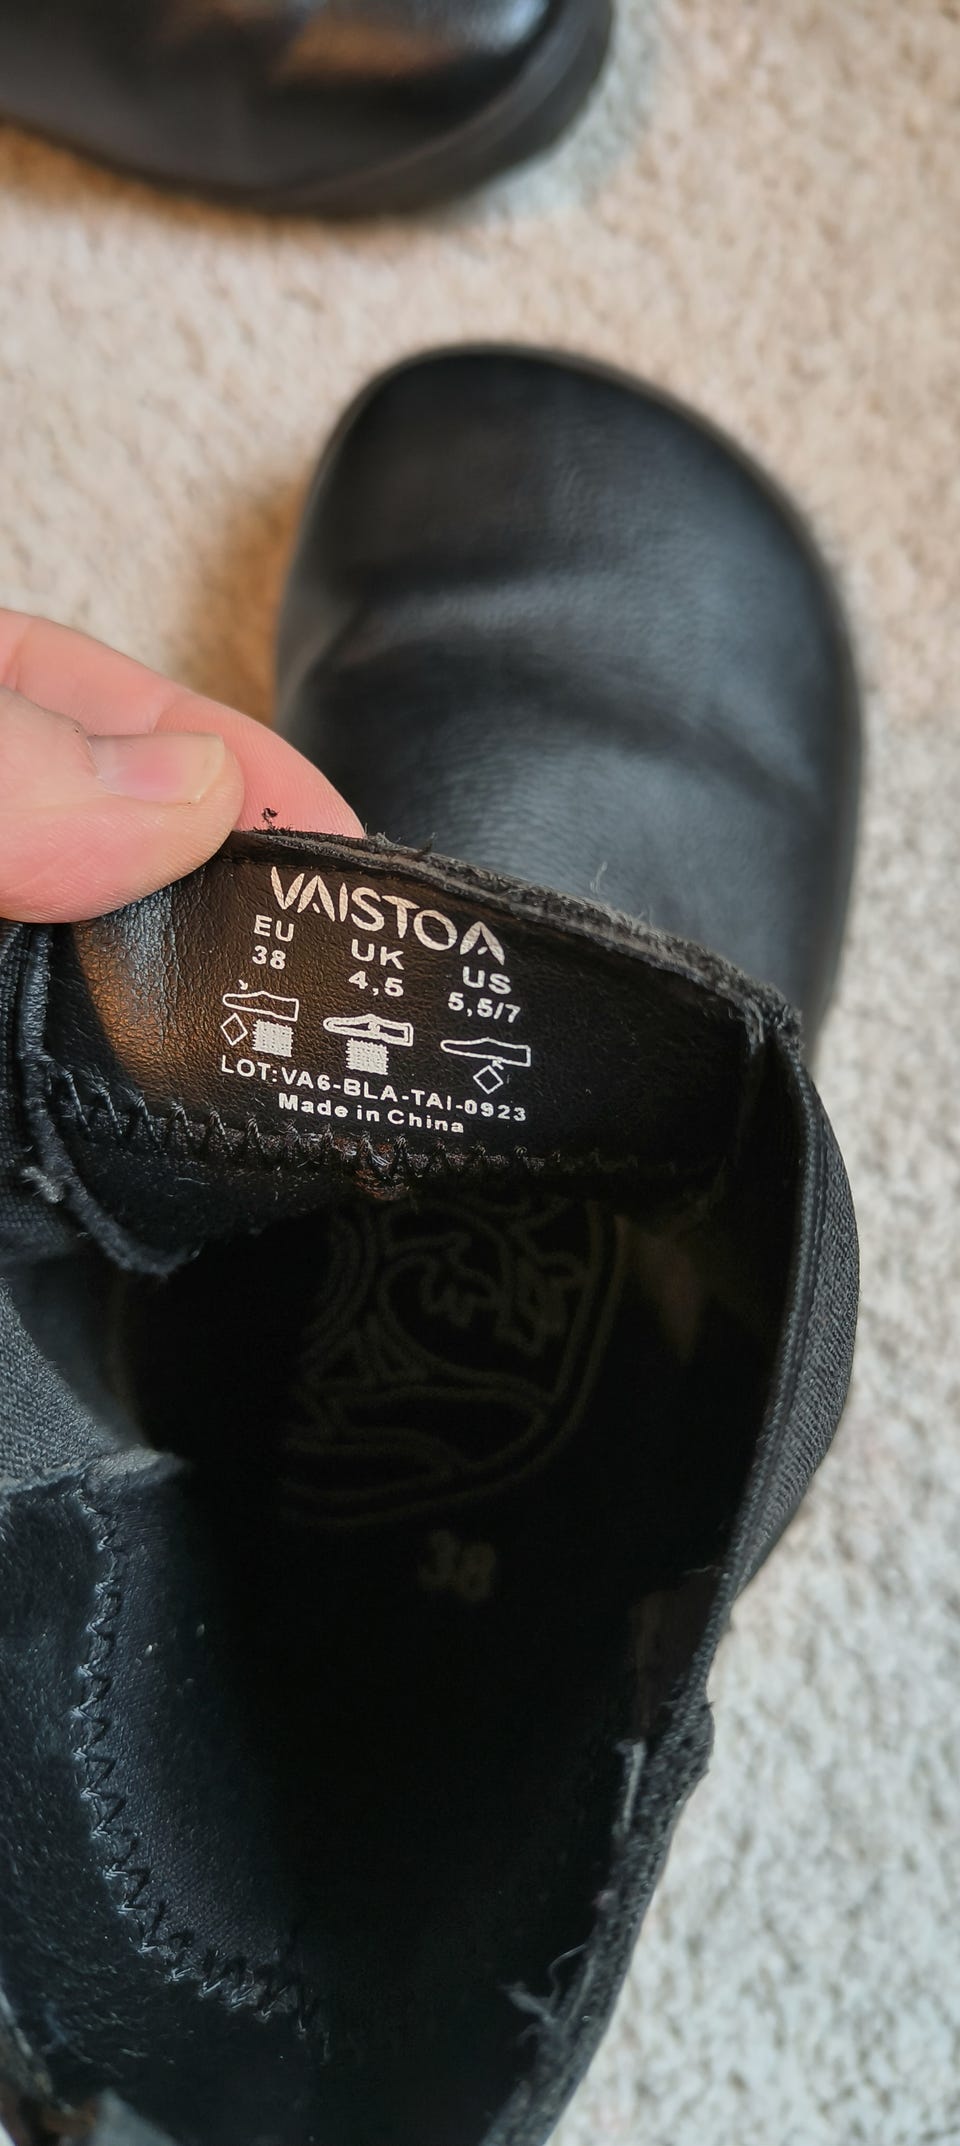 VAISTOA
EU UK US
38 4,5 5,5/7
LOT:VA6-BLA-TAI-0923
Made in China
38